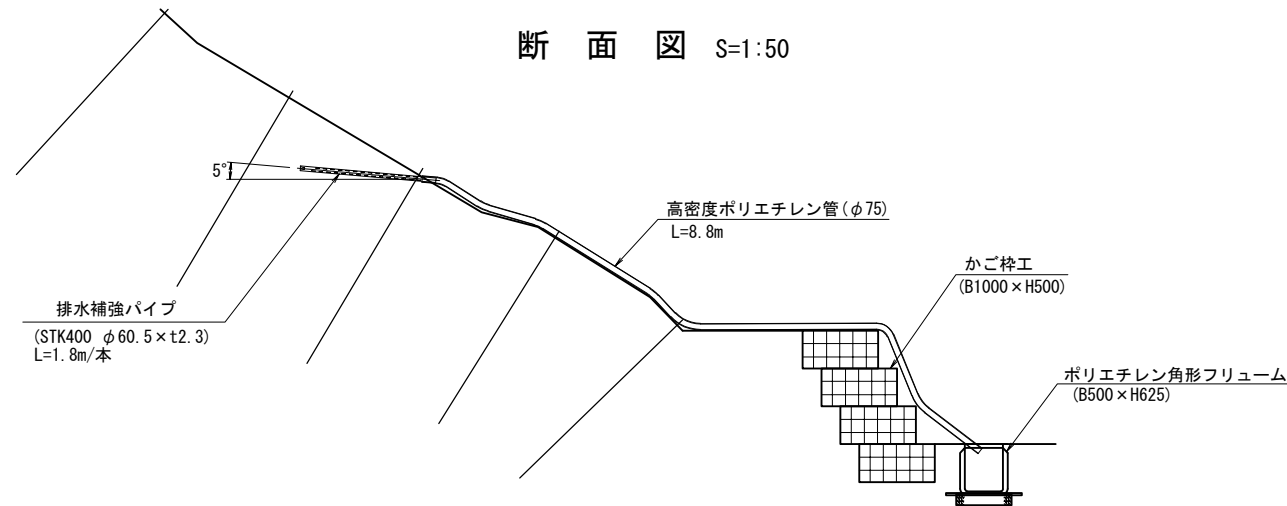 断面図 S=1:50
5°
高密度ポリエチレン管(φ75)
L=8.8m
かご枠工
(B1000×H500)
排水補強パイプ
(STK400 φ60.5×t2.3)
L=1.8m/本
ポリエチレン角形フリューム
(B500×H625)